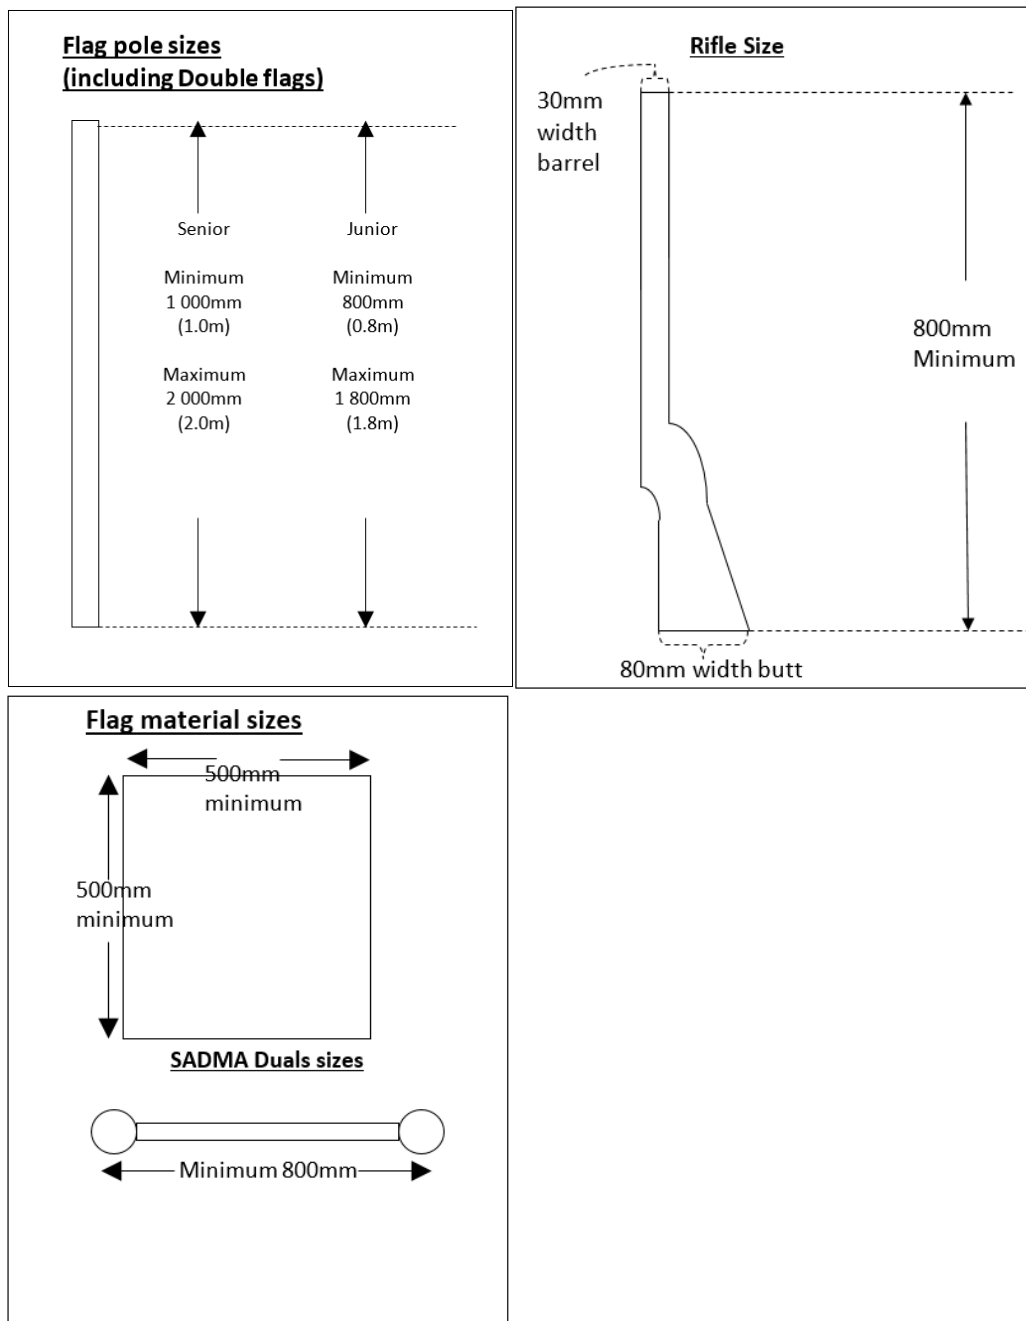 Flag pole sizes
(including Double flags)
Senior
Minimum
1 000mm
(1.0m)
Maximum
2 000mm
(2.0m)
Junior
Minimum
800mm
(0.8m)
Maximum
1 800mm
(1.8m)
Rifle Size
30mm
width
barrel
800mm
Minimum
80mm width butt
Flag material sizes
500mm
minimum
500mm
minimum
SADMA Duals sizes
Minimum 800mm